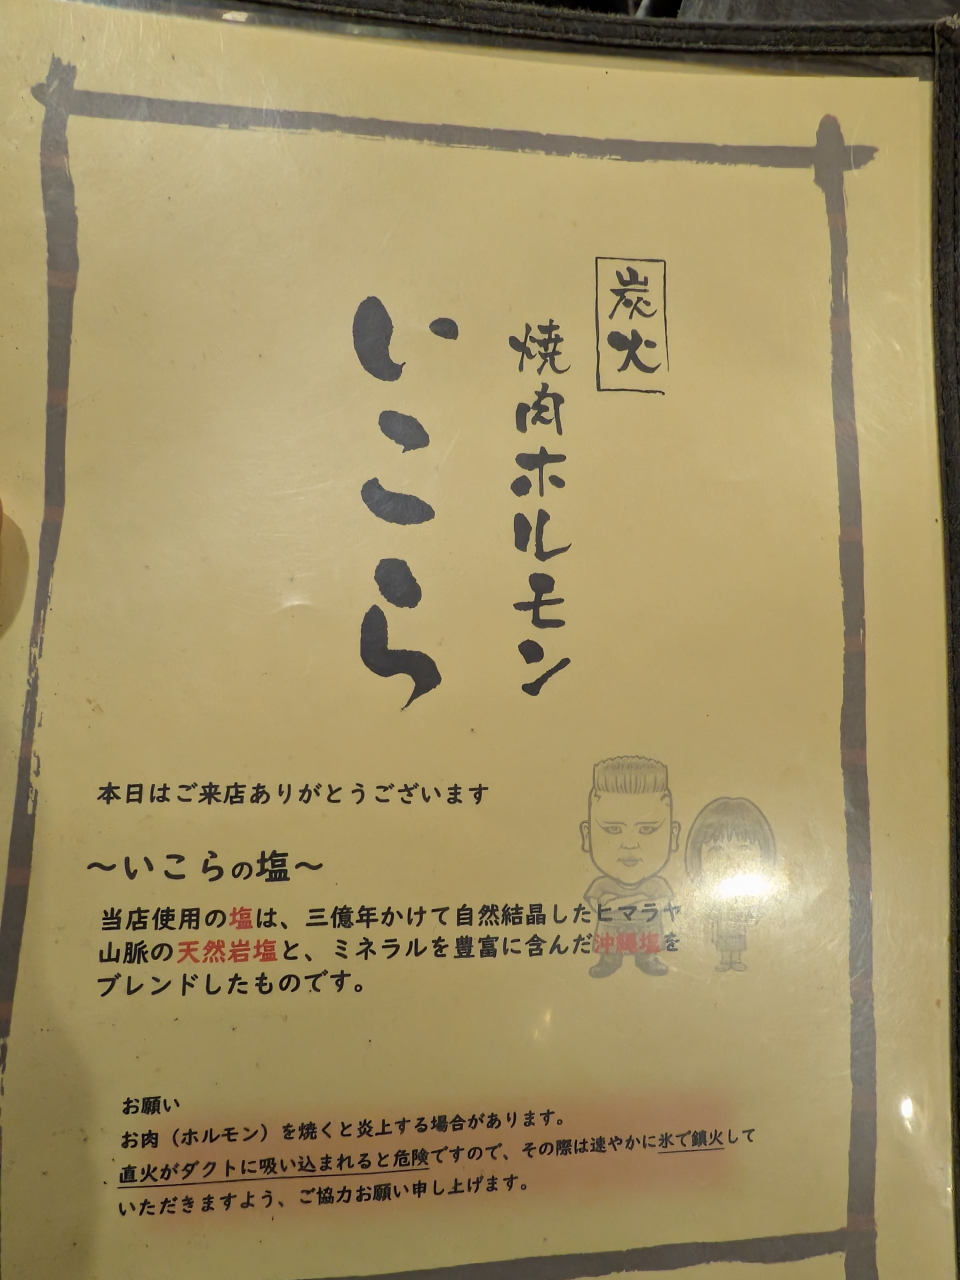 炭火
焼肉ホルモン
いこら
本日はご来店ありがとうございます
～いこらの塩～
当店使用の塩は、三億年かけて自然結晶したヒマラヤ
山脈の天然岩塩と、ミネラルを豊富に含んだ沖縄塩を
ブレンドしたものです。
お願い
お肉（ホルモン）を焼くと炎上する場合があります。
直火がダクトに吸い込まれると危険ですので、その際は速やかに氷で鎮火して
いただきますよう、ご協力お願い申し上げます。